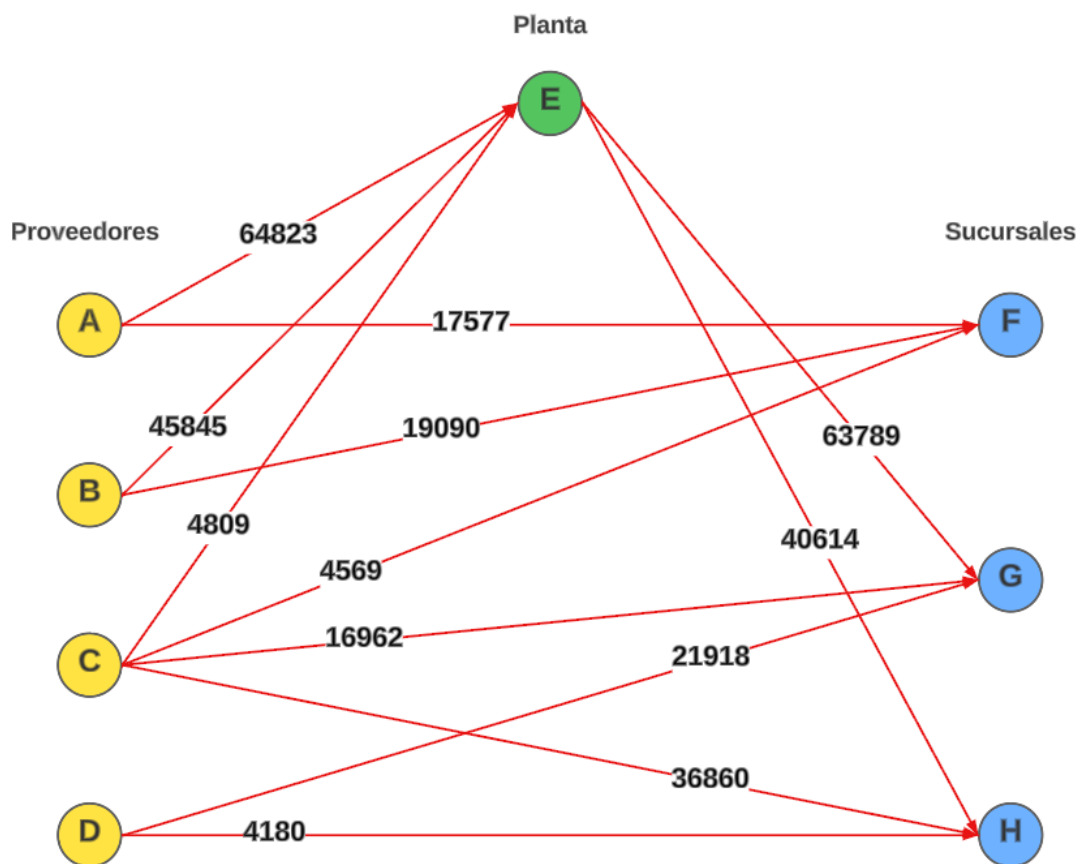 Planta
E
Proveedores
Sucursales
64823
A
17577
F
45845
19090
63789
B
4809
40614
4569
G
16962
21918
C
36860
D
4180
H